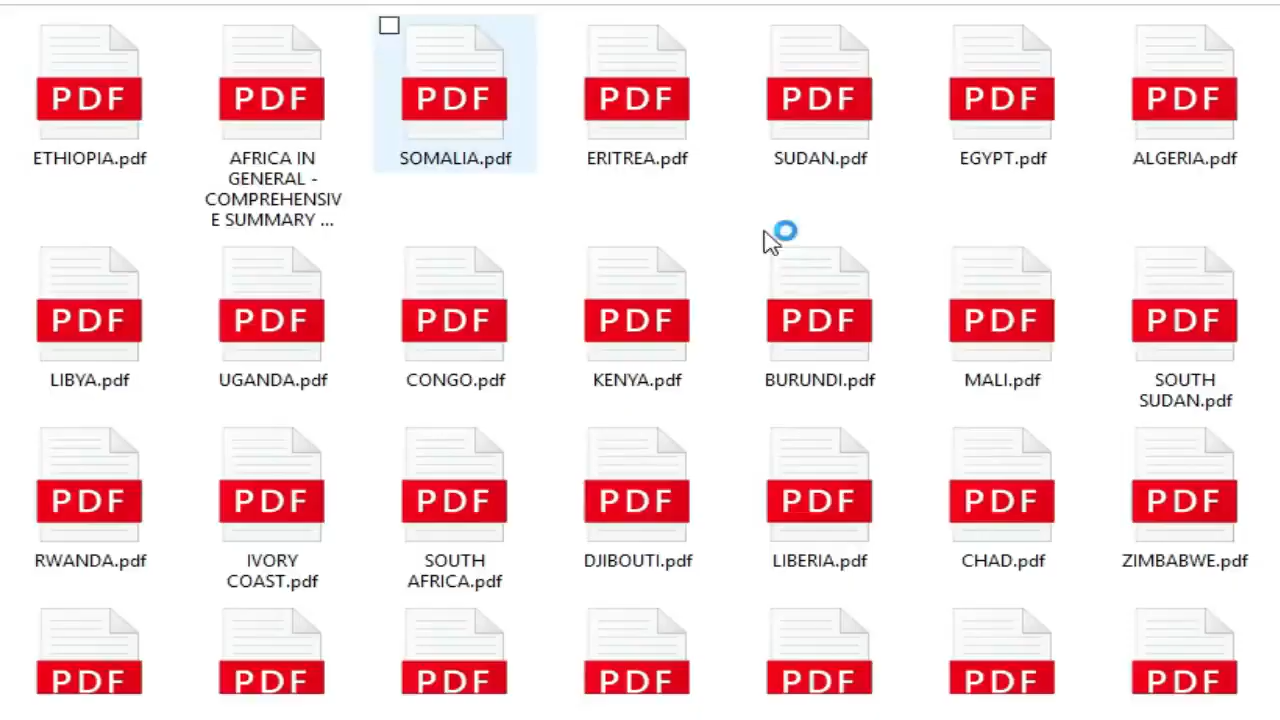 PDF PDF PDF PDF PDF PDF PDF
ETHIOPIA.pdf AFRICA IN SOMALIA.pdf ERITREA.pdf SUDAN.pdf EGYPT.pdf ALGERIA.pdf
GENERAL -
COMPREHENSIV
E SUMMARY ...
PDF PDF PDF PDF PDF PDF PDF
LIBYA.pdf UGANDA.pdf CONGO.pdf KENYA.pdf BURUNDI.pdf MALI.pdf SOUTH
SUDAN.pdf
PDF PDF PDF PDF PDF PDF PDF
RWANDA.pdf IVORY SOUTH DJIBOUTI.pdf LIBERIA.pdf CHAD.pdf ZIMBABWE.pdf
COAST.pdf AFRICA.pdf
PDF PDF PDF PDF PDF PDF PDF